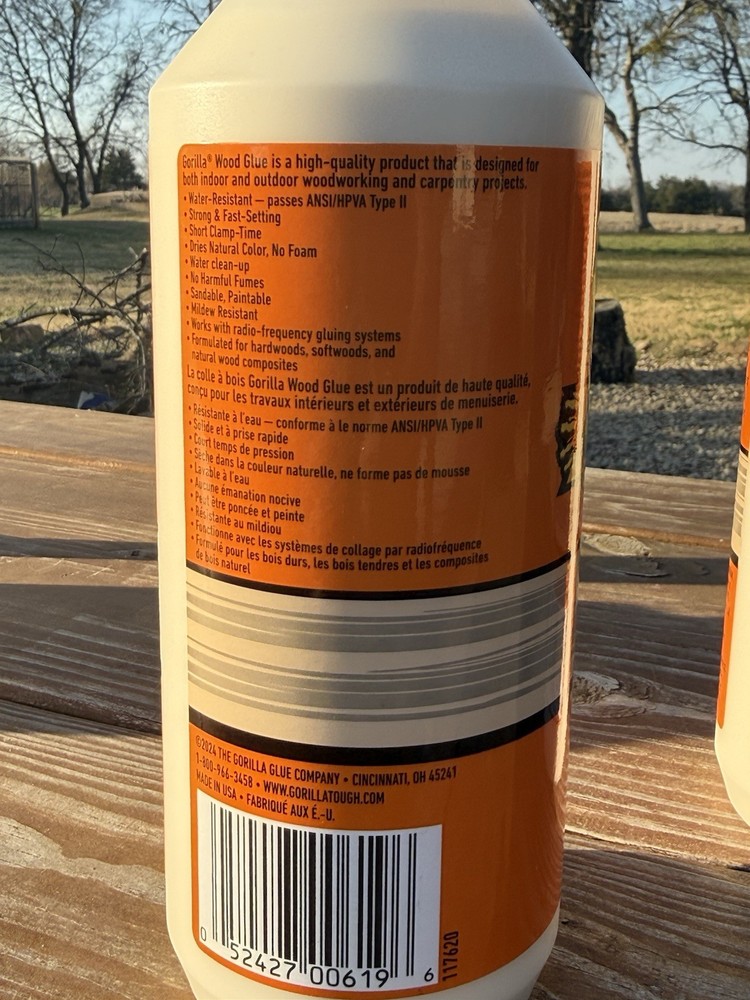 Gorilla® Wood Glue is a high-quality product that is designed for
both indoor and outdoor woodworking and carpentry projects.
• Water-Resistant — passes ANSI/HPVA Type II
• Strong & Fast-Setting
• Short Clamp-Time
• Dries Natural Color, No Foam
• Water clean-up
• No Harmful Fumes
• Sandable, Paintable
• Mildew Resistant
• Works with radio-frequency gluing systems
• Formulated for hardwoods, softwoods, and
natural wood composites
La colle à bois Gorilla Wood Glue est un produit de haute qualité,
conçu pour les travaux intérieurs et extérieurs de menuiserie.
• Résistante à l'eau — conforme à le norme ANSI/HPVA Type II
• Solide et à prise rapide
• Court temps de pression
• Sèche dans la couleur naturelle, ne forme pas de mousse
• Lavable à l'eau
• Aucune émanation nocive
• Peut être poncée et peinte
• Résistante au mildiou
• Fonctionne avec les systèmes de collage par radiofréquence
• Formulé pour les bois durs, les bois tendres et les composites
de bois naturel
©2024 THE GORILLA GLUE COMPANY • CINCINNATI, OH 45241
1-800-966-3458 • WWW.GORILLATOUGH.COM
MADE IN USA • FABRIQUÉ AUX É.-U.
0 52427 00619 6
117620